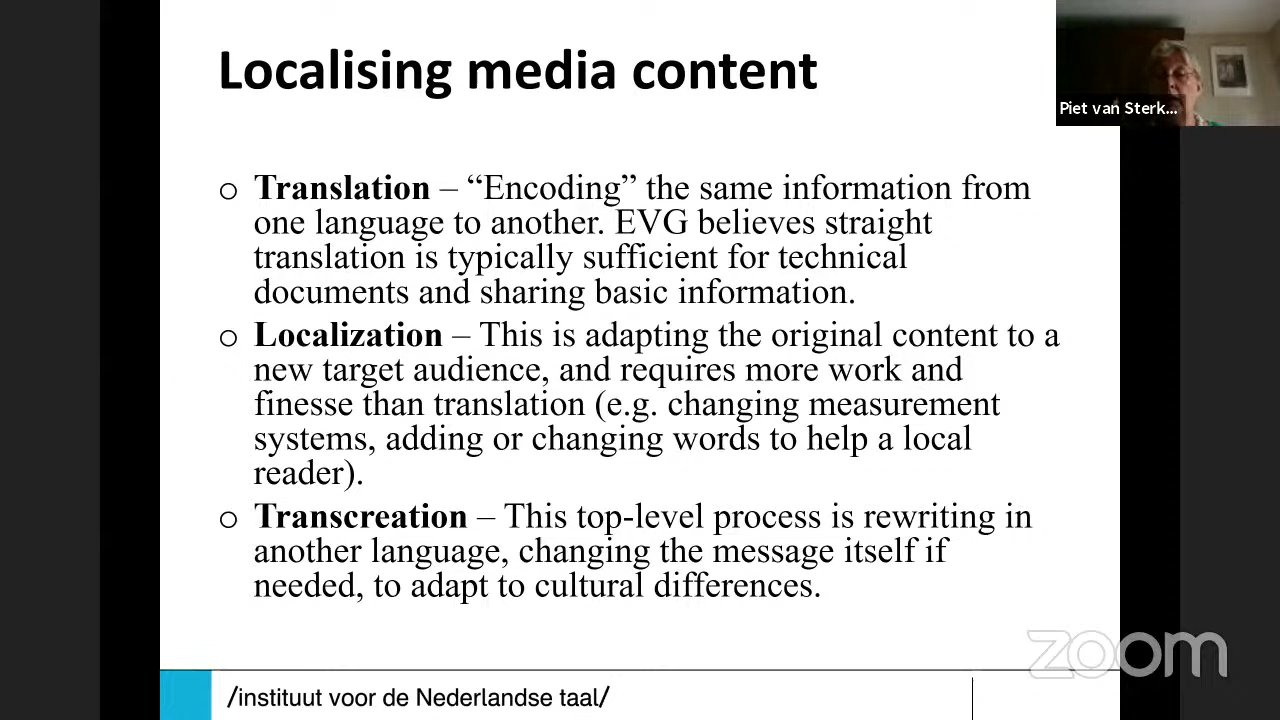 Localising media content
Piet van Sterk...
o Translation – “Encoding” the same information from
one language to another. EVG believes straight
translation is typically sufficient for technical
documents and sharing basic information.
o Localization – This is adapting the original content to a
new target audience, and requires more work and
finesse than translation (e.g. changing measurement
systems, adding or changing words to help a local
reader).
o Transcreation – This top-level process is rewriting in
another language, changing the message itself if
needed, to adapt to cultural differences.
zoom
/instituut voor de Nederlandse taal/